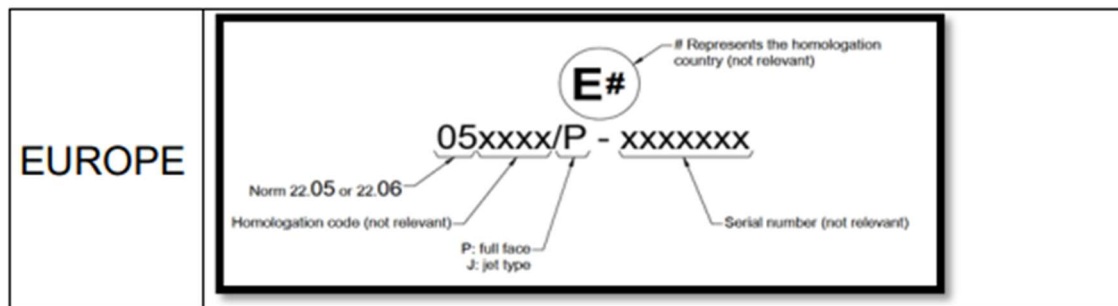 EUROPE
# Represents the homologation
country (not relevant)
E#
05xxxx/P - xxxxxxx
Norm 22.05 or 22.06
Homologation code (not relevant)
Serial number (not relevant)
P: full face
J: jet type